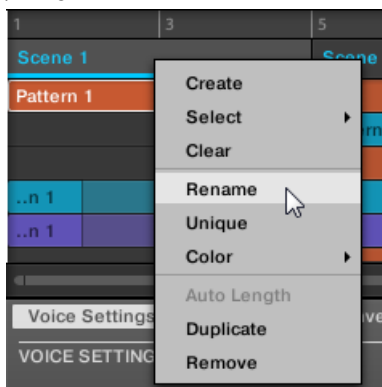 1 3 5
Scene 1 Scene
Pattern 1
Create
Select
Clear
Rename
..n 1
Unique
..n 1
Color
Auto Length
Voice Settings
Duplicate
VOICE SETTING
Remove